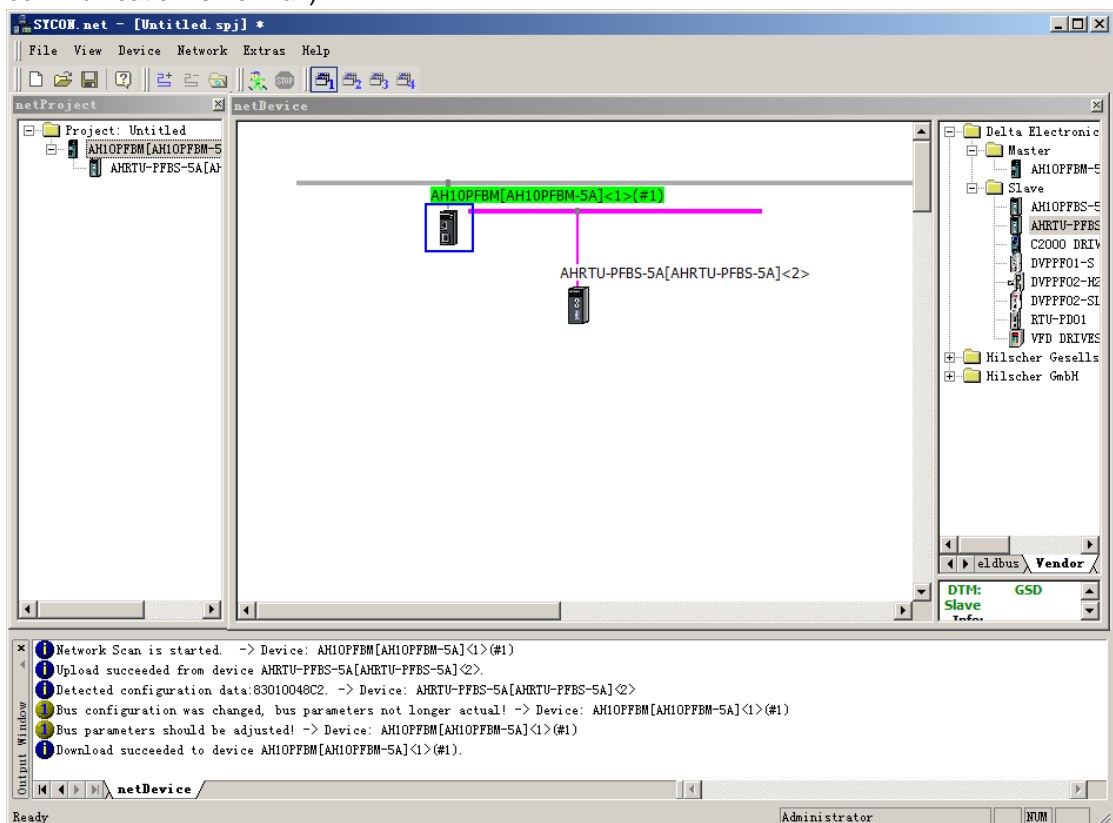 SYCON.net - [Untitled.spj] *
File View Device Network Extras Help
netProject
netDevice
Project: Untitled
AH10PFBM[AH10PFBM-5
AHRTU-PFBS-5A[AH
AH10PFBM[AH10PFBM-5A]<1>(#1)
AHRTU-PFBS-5A[AHRTU-PFBS-5A]<2>
Delta Electronic
Master
AH10PFBM-5
Slave
AH10PFBS-5
AHRTU-PFBS
C2000 DRIV
DVPPF01-S
DVPPF02-H2
DVPPF02-SL
RTU-PD01
VFD DRIVES
Hilscher Gesells
Hilscher GmbH
eldbus Vendor
DTM: GSD
Slave
Network Scan is started. -> Device: AH10PFBM[AH10PFBM-5A]<1>(#1)
Upload succeeded from device AHRTU-PFBS-5A[AHRTU-PFBS-5A]<2>.
Detected configuration data:83010048C2. -> Device: AHRTU-PFBS-5A[AHRTU-PFBS-5A]<2>
Bus configuration was changed, bus parameters not longer actual! -> Device: AH10PFBM[AH10PFBM-5A]<1>(#1)
Bus parameters should be adjusted! -> Device: AH10PFBM[AH10PFBM-5A]<1>(#1)
Download succeeded to device AH10PFBM[AH10PFBM-5A]<1>(#1).
Output Window
netDevice
Ready
Administrator
NUM